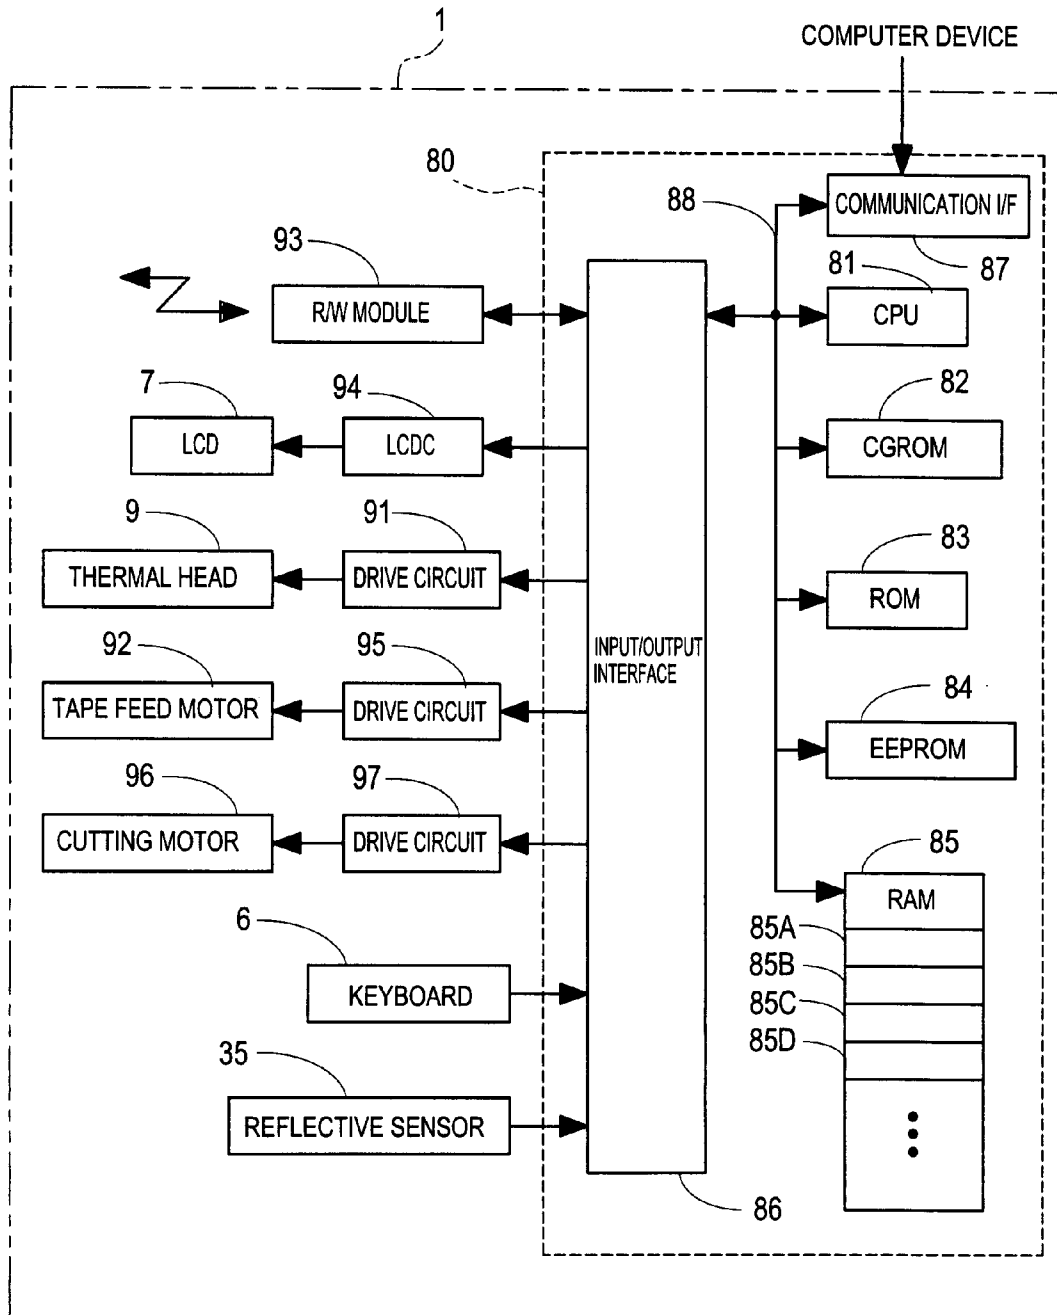 1
COMPUTER DEVICE
80
88
COMMUNICATION I/F
87
93
R/W MODULE
81
CPU
7
94
LCD
LCDC
82
CGROM
9
91
THERMAL HEAD
DRIVE CIRCUIT
83
ROM
INPUT/OUTPUT
INTERFACE
92
95
TAPE FEED MOTOR
DRIVE CIRCUIT
84
EEPROM
96
97
CUTTING MOTOR
DRIVE CIRCUIT
85
RAM
85A
85B
85C
85D
6
KEYBOARD
35
REFLECTIVE SENSOR
86